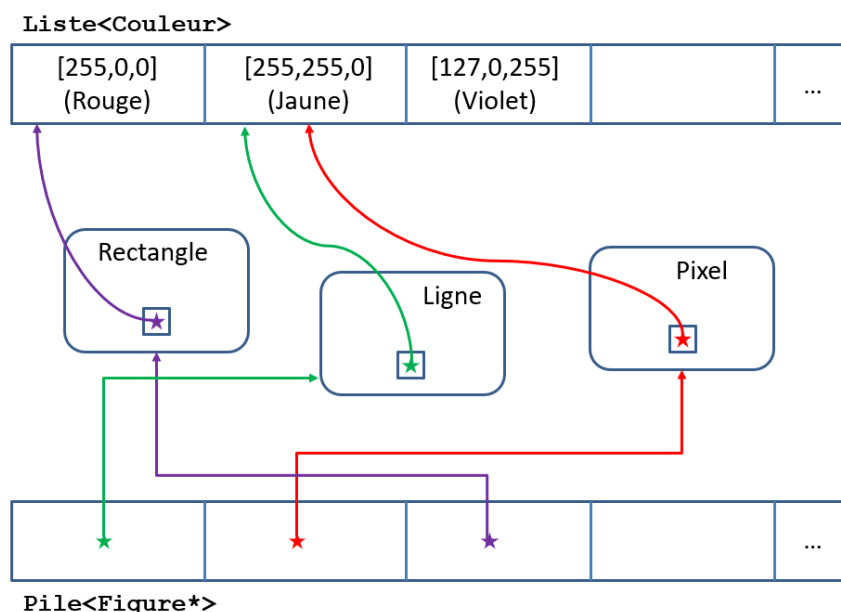 Liste<Couleur>
[255,0,0] [255,255,0] [127,0,255]
(Rouge) (Jaune) (Violet) ...
Rectangle
Pixel
Ligne
...
Pile<Figure*>